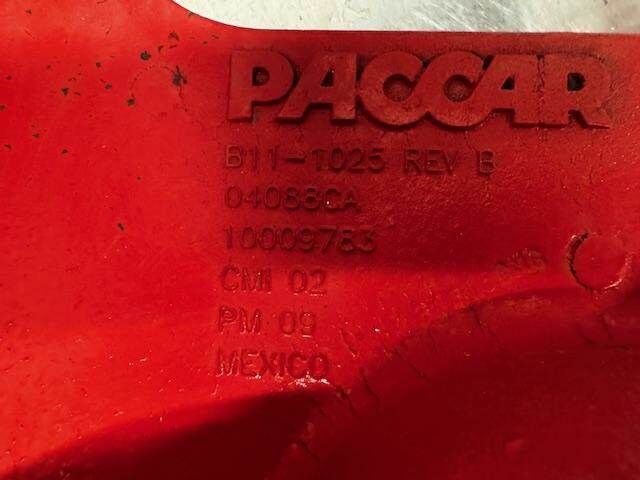 PACCAR
B11-1025 REV B
04088CA
10009783
CMI 02
PM 09
MEXICO